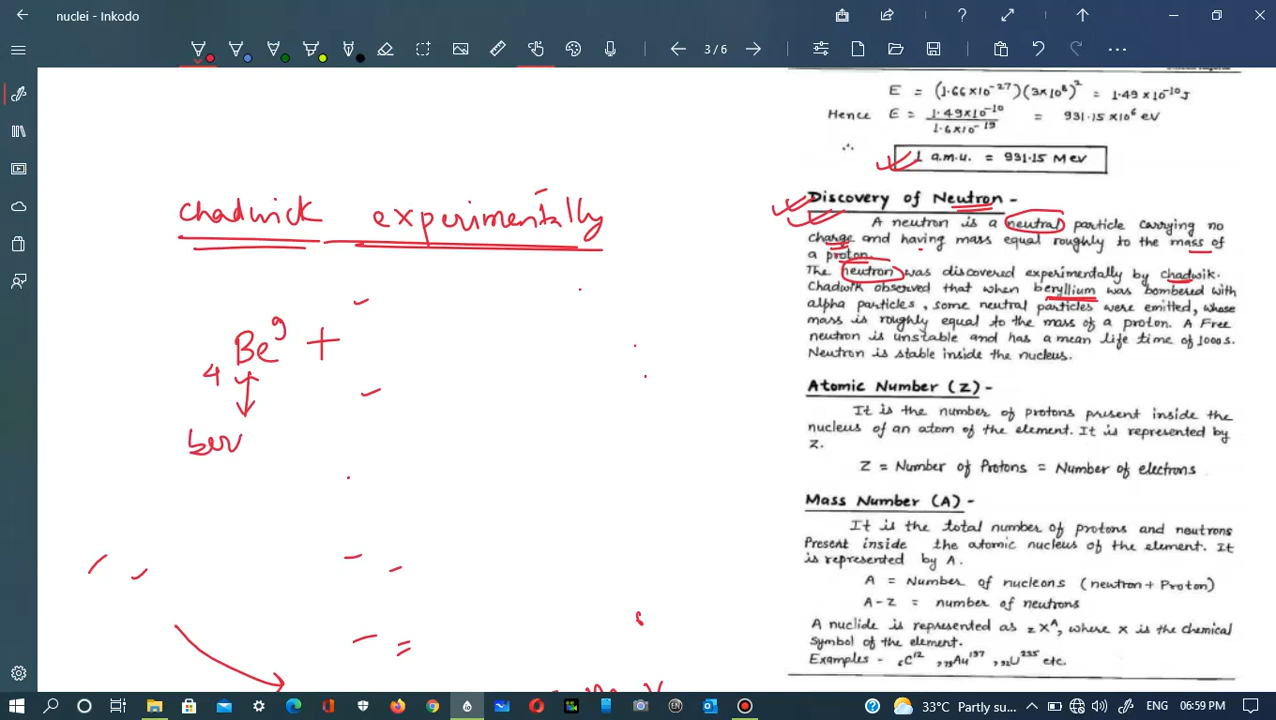 nuclei - Inkodo
3 / 6
chadwick experimentally
4 Be 9 +
ber
E = (1.66×10⁻²⁷)(3×10⁸)² = 1.49×10⁻¹⁰J
Hence E = 1.49×10⁻¹⁰ / 1.6×10⁻¹⁹ = 931.15×10⁶ eV
∴ 1 a.m.u. = 931.15 Mev
Discovery of Neutron -
A neutron is a neutral particle carrying no
charge and having mass equal roughly to the mass of
a proton.
The neutron was discovered experimentally by chadwik.
Chadwik observed that when beryllium was bombered with
alpha particles, some neutral particles were emitted, whose
mass is roughly equal to the mass of a proton. A Free
neutron is unstable and has a mean life time of 1000s.
Neutron is stable inside the nucleus.
Atomic Number (Z) -
It is the number of protons present inside the
nucleus of an atom of the element. It is represented by
Z.
Z = Number of Protons = Number of electrons
Mass Number (A) -
It is the total number of protons and neutrons
Present inside the atomic nucleus of the element. It
is represented by A.
A = Number of nucleons (neutron + Proton)
A-Z = number of neutrons
A nuclide is represented as zXᴬ, where X is the chemical
symbol of the element.
Examples - ₆C¹², ₇₉Au¹⁹⁷, ₉₂U²³⁵ etc.
33°C Partly su... ENG 06:59 PM